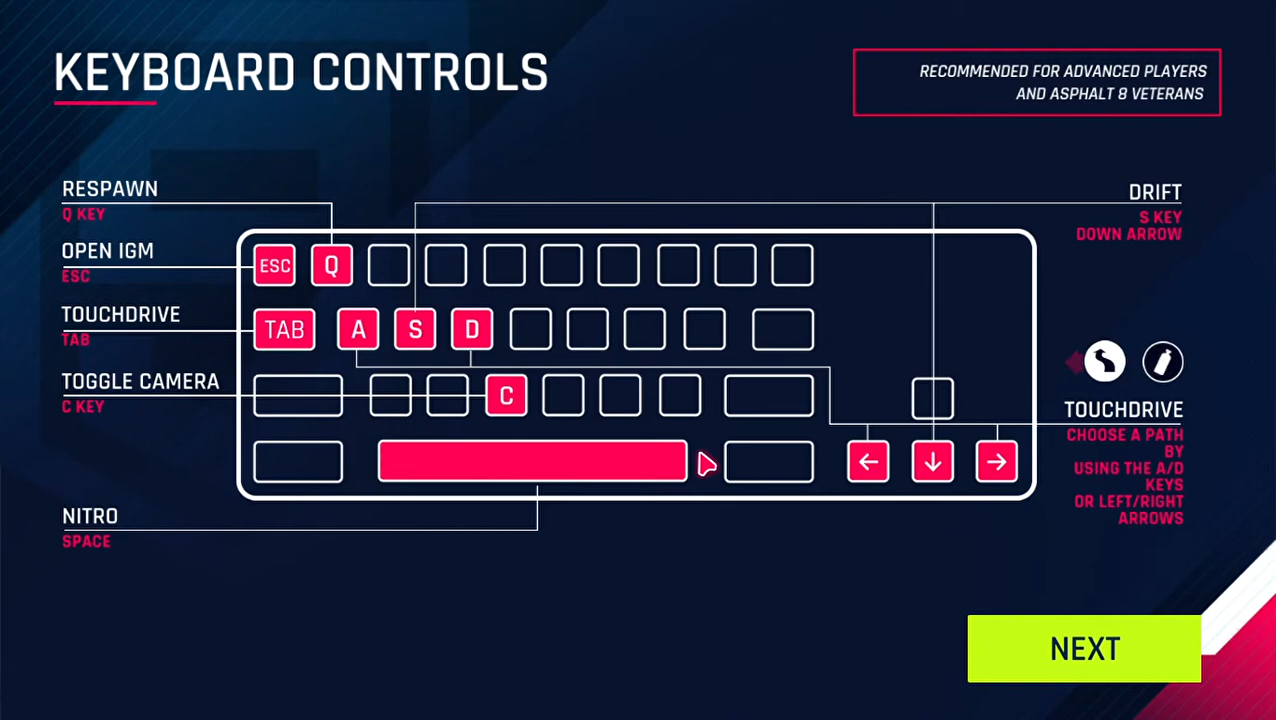 KEYBOARD CONTROLS
RECOMMENDED FOR ADVANCED PLAYERS
AND ASPHALT 8 VETERANS
RESPAWN
Q KEY
OPEN IGM
ESC
TOUCHDRIVE
TAB
TOGGLE CAMERA
C KEY
NITRO
SPACE
ESC
Q
TAB
A
S
D
C
DRIFT
S KEY
DOWN ARROW
TOUCHDRIVE
CHOOSE A PATH
BY
USING THE A/D
KEYS
OR LEFT/RIGHT
ARROWS
NEXT